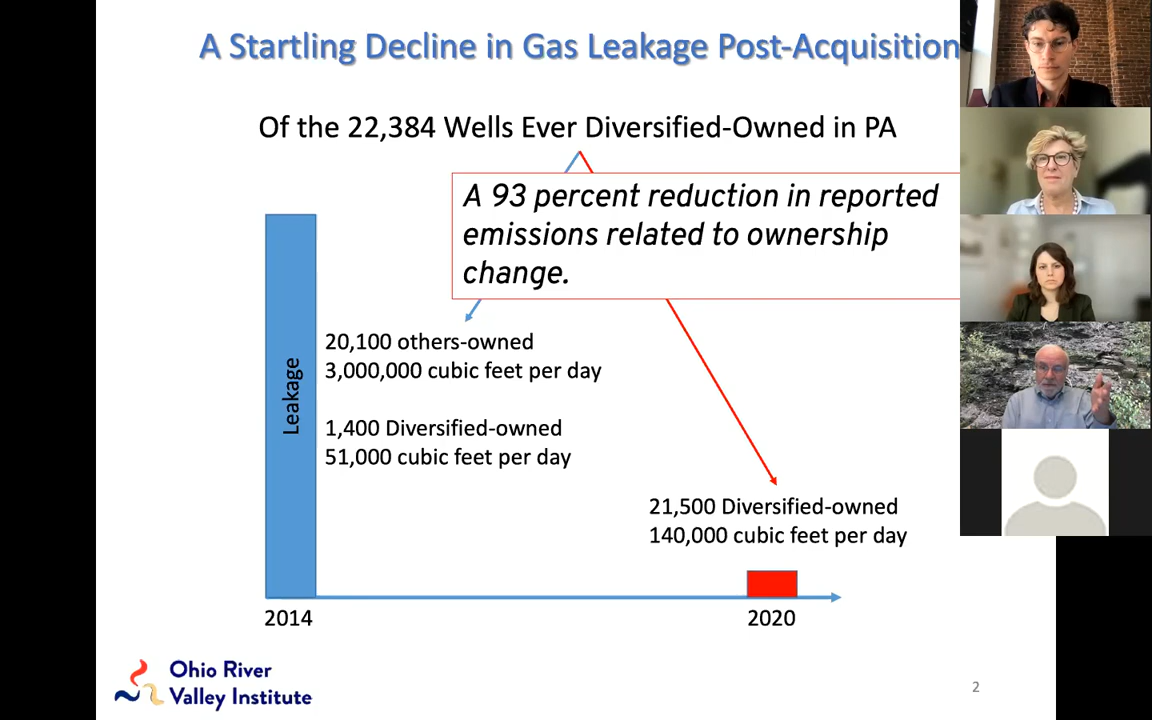 A Startling Decline in Gas Leakage Post-Acquisition
Of the 22,384 Wells Ever Diversified-Owned in PA
A 93 percent reduction in reported
emissions related to ownership
change.
Leakage
20,100 others-owned
3,000,000 cubic feet per day
1,400 Diversified-owned
51,000 cubic feet per day
21,500 Diversified-owned
140,000 cubic feet per day
2014
2020
Ohio River
Valley Institute
2